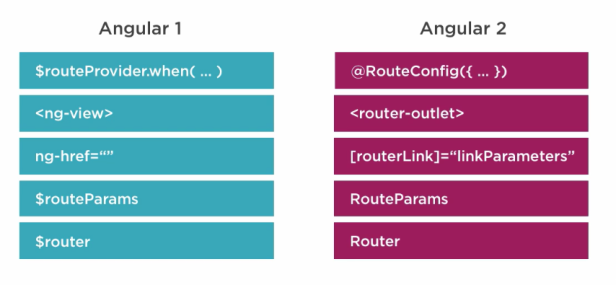 Angular 1
Angular 2
$routeProvider.when( ... )
@RouteConfig({ ... })
<ng-view>
<router-outlet>
ng-href=“”
[routerLink]=“linkParameters”
$routeParams
RouteParams
$router
Router